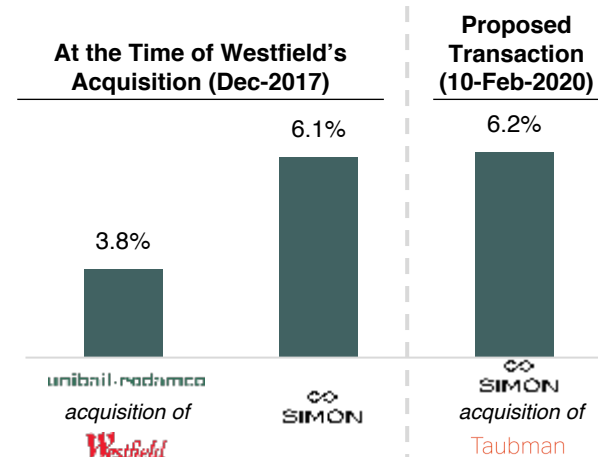 At the Time of Westfield's
Acquisition (Dec-2017)
Proposed
Transaction
(10-Feb-2020)
3.8%
6.1%
6.2%
unibail-rodamco
acquisition of
Westfield
SIMON
SIMON
acquisition of
Taubman